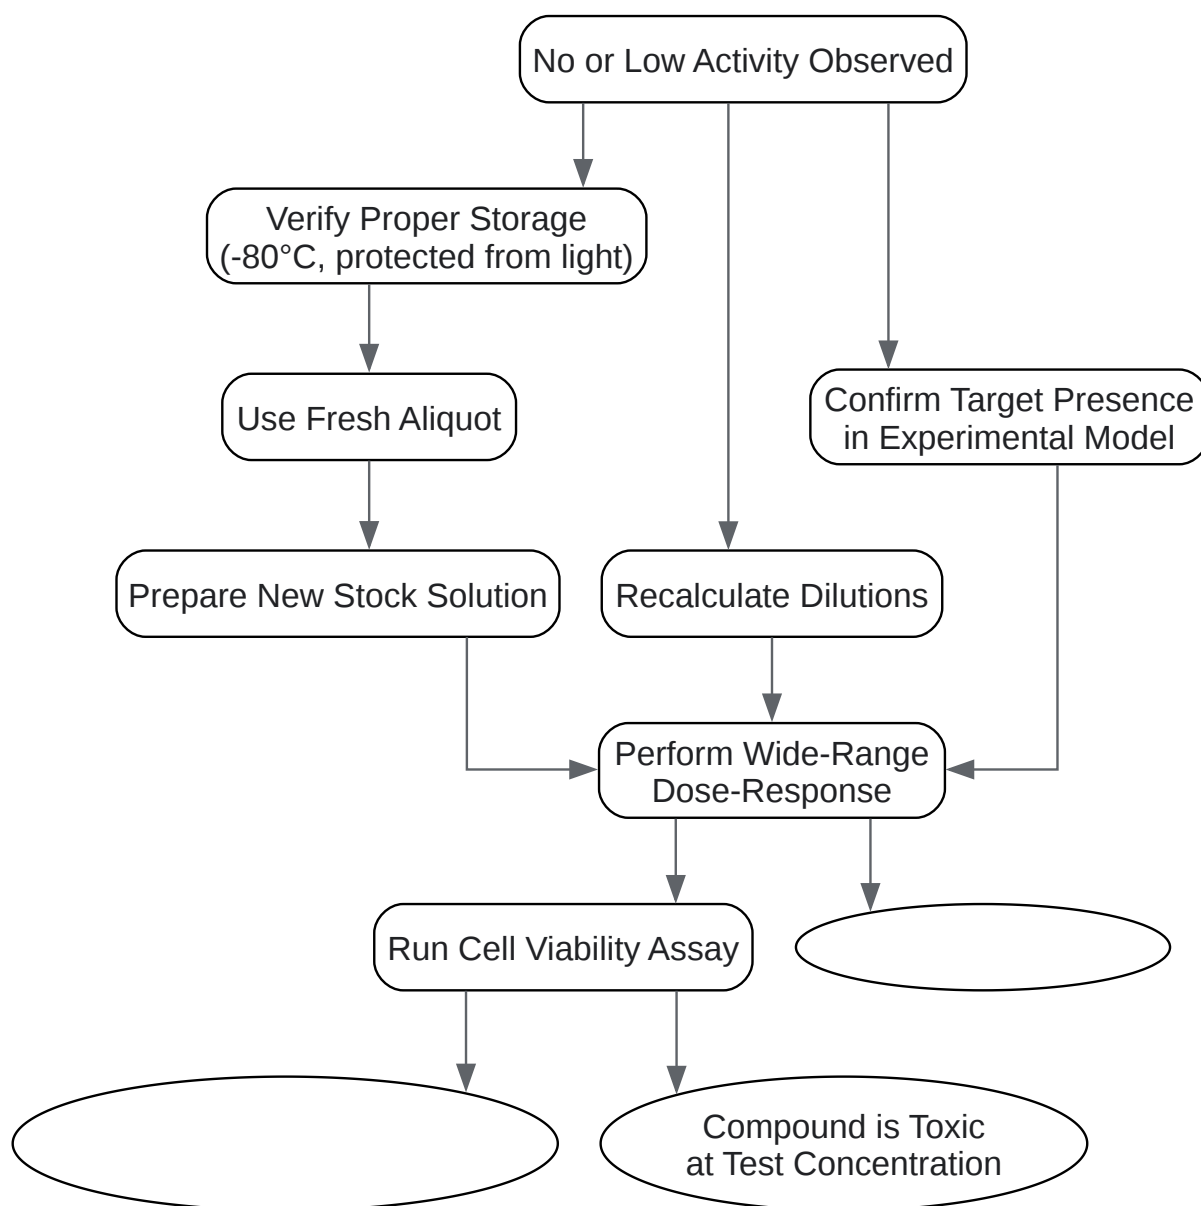 No or Low Activity Observed
Verify Proper Storage
(-80°C, protected from light)
Use Fresh Aliquot
Confirm Target Presence
in Experimental Model
Prepare New Stock Solution
Recalculate Dilutions
Perform Wide-Range
Dose-Response
Run Cell Viability Assay
Compound is Toxic
at Test Concentration